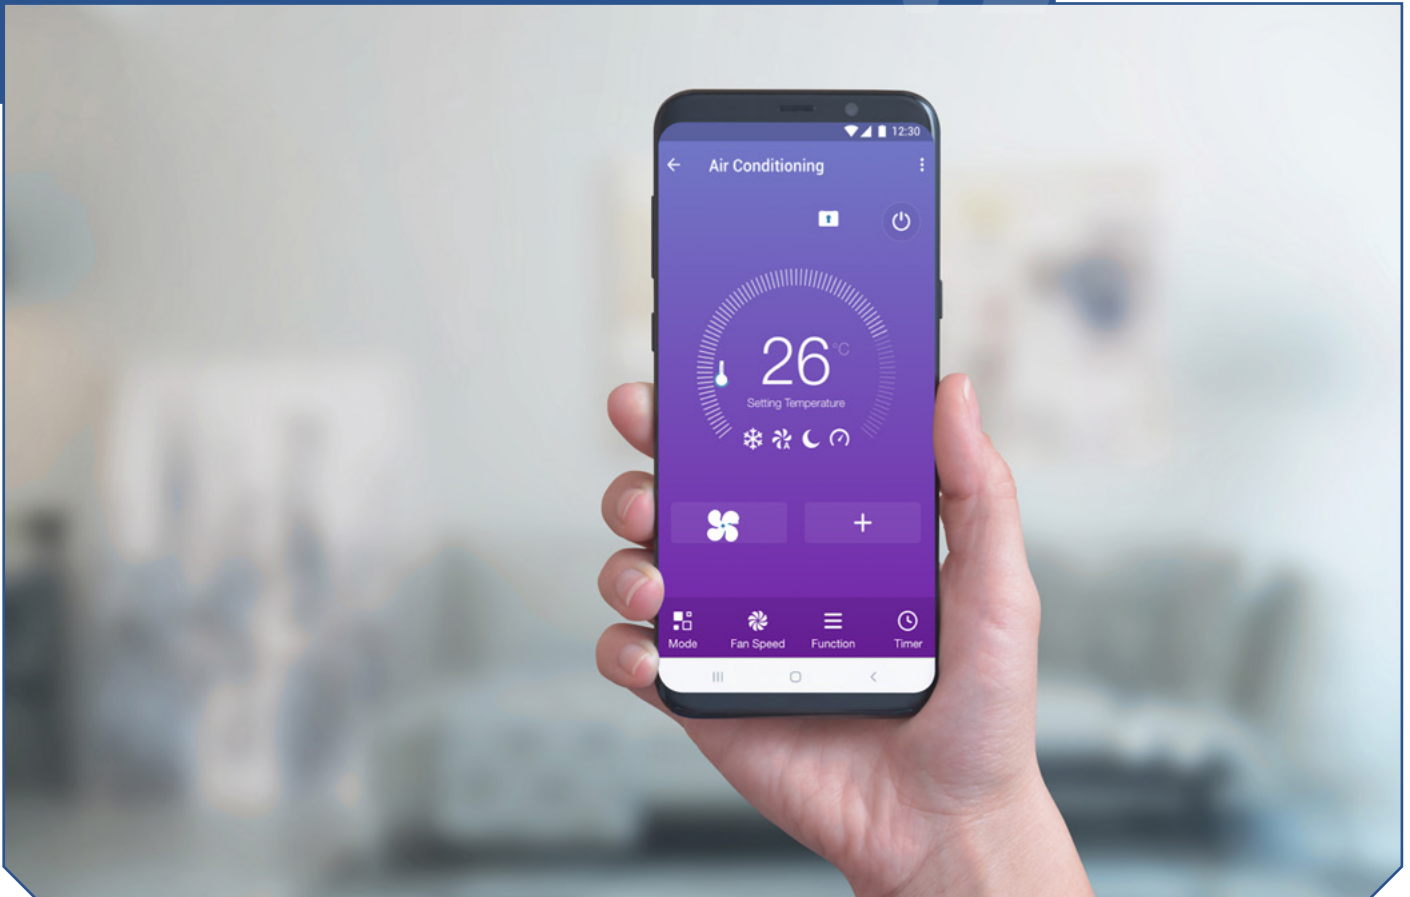 12:30
Air Conditioning
26°C
Setting Temperature
A
Mode
Fan Speed
Function
Timer